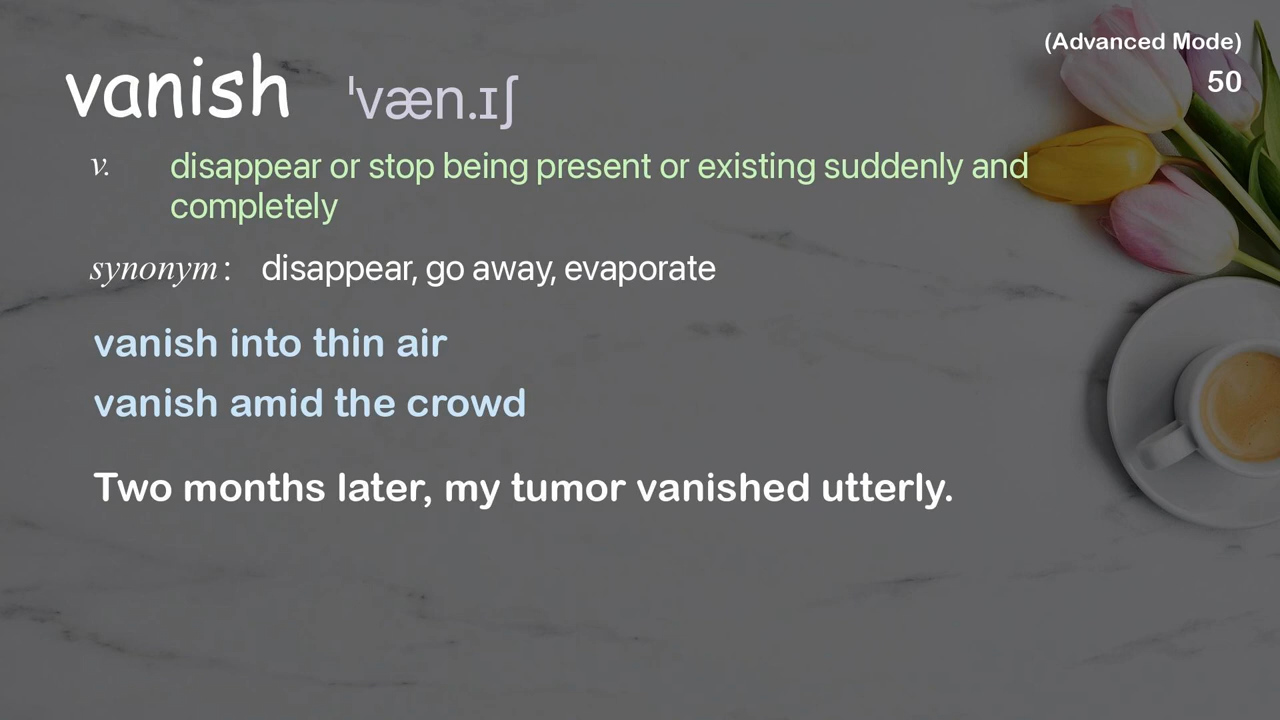 (Advanced Mode)
50
vanish ˈvæn.ɪʃ
v. disappear or stop being present or existing suddenly and
completely
synonym : disappear, go away, evaporate
vanish into thin air
vanish amid the crowd
Two months later, my tumor vanished utterly.